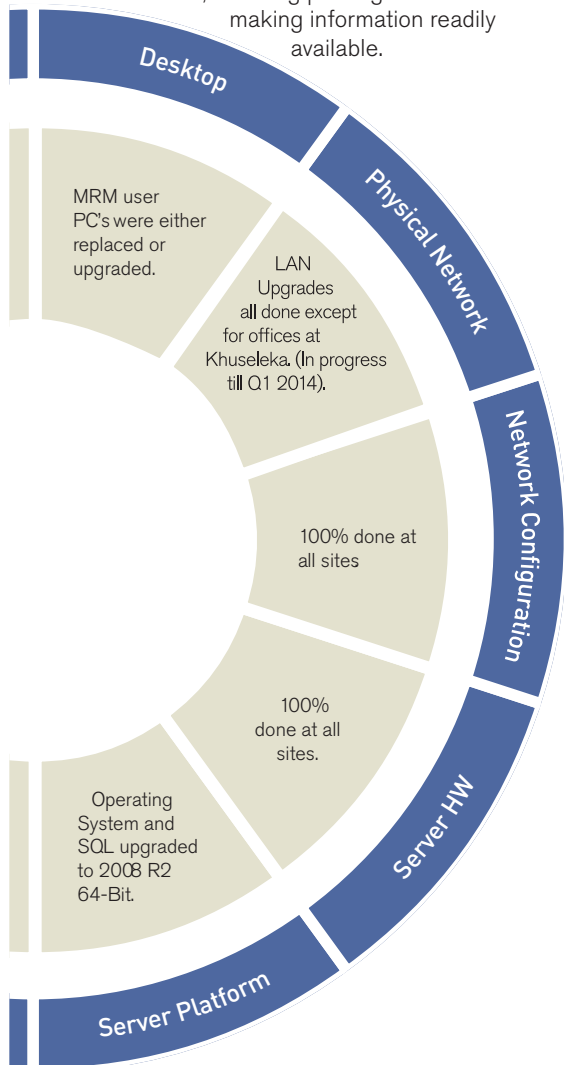 making information readily
available.
Desktop
MRM user
PC's were either
replaced or
upgraded.
Physical Network
LAN
Upgrades
all done except
for offices at
Khuseleka. (In progress
till Q1 2014).
Network Configuration
100% done at
all sites
Server HW
100%
done at all
sites.
Server Platform
Operating
System and
SQL upgraded
to 2008 R2
64-Bit.